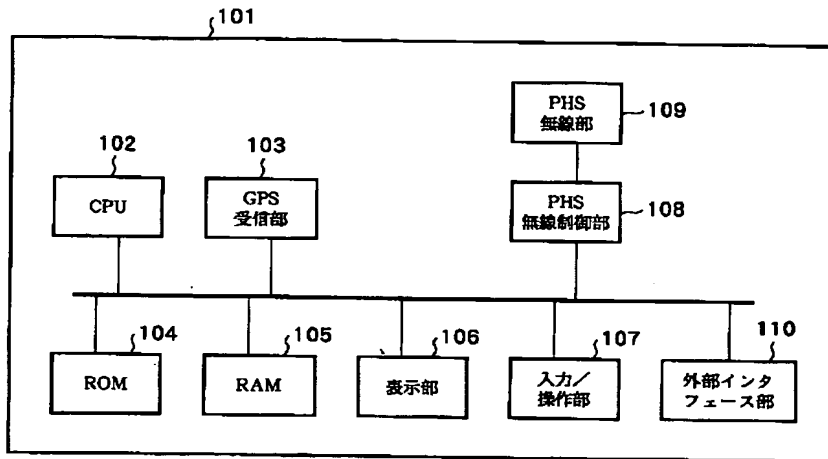 101
PHS
無線部
109
102
103
CPU
GPS
受信部
PHS
無線制御部
108
104
105
106
107
110
ROM
RAM
表示部
入力／
操作部
外部インタ
フェース部